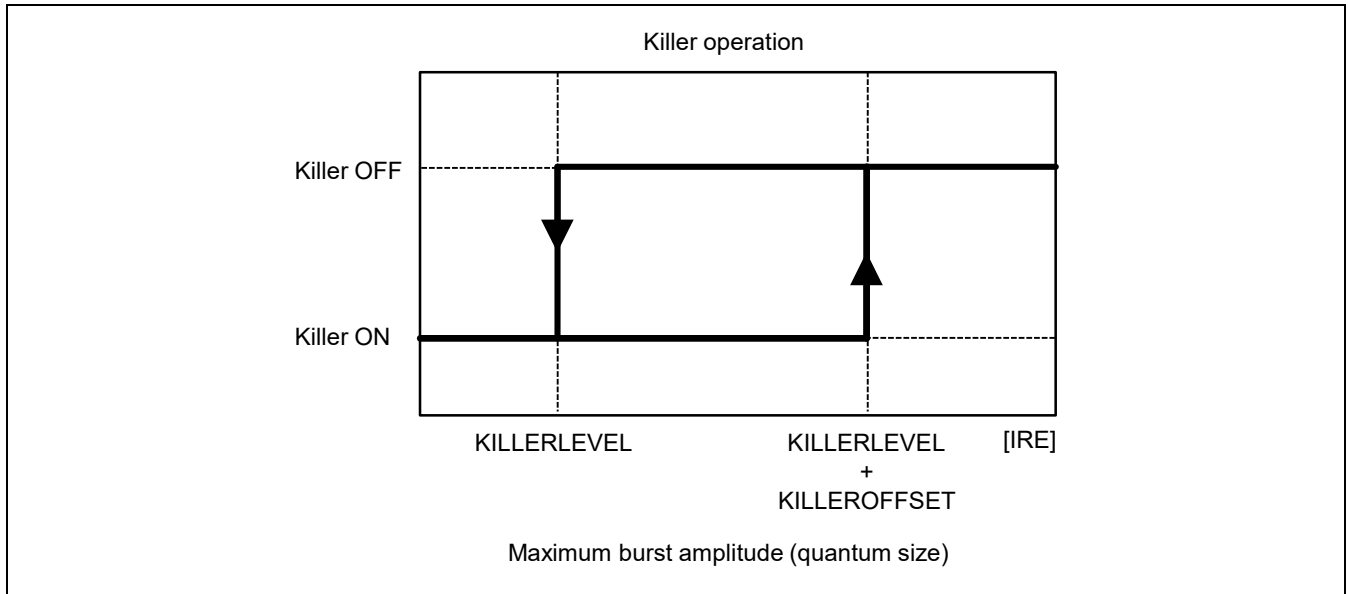 Killer operation
Killer OFF
Killer ON
KILLERLEVEL
KILLERLEVEL
+
KILLEROFFSET
[IRE]
Maximum burst amplitude (quantum size)